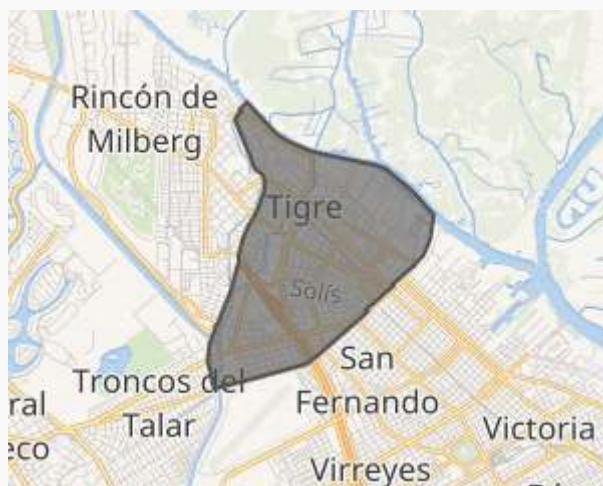 Rincón de
Milberg
Tigre
Solís
San
Fernando
Troncos del
Talar
ral
eco
Victoria
Virreyes